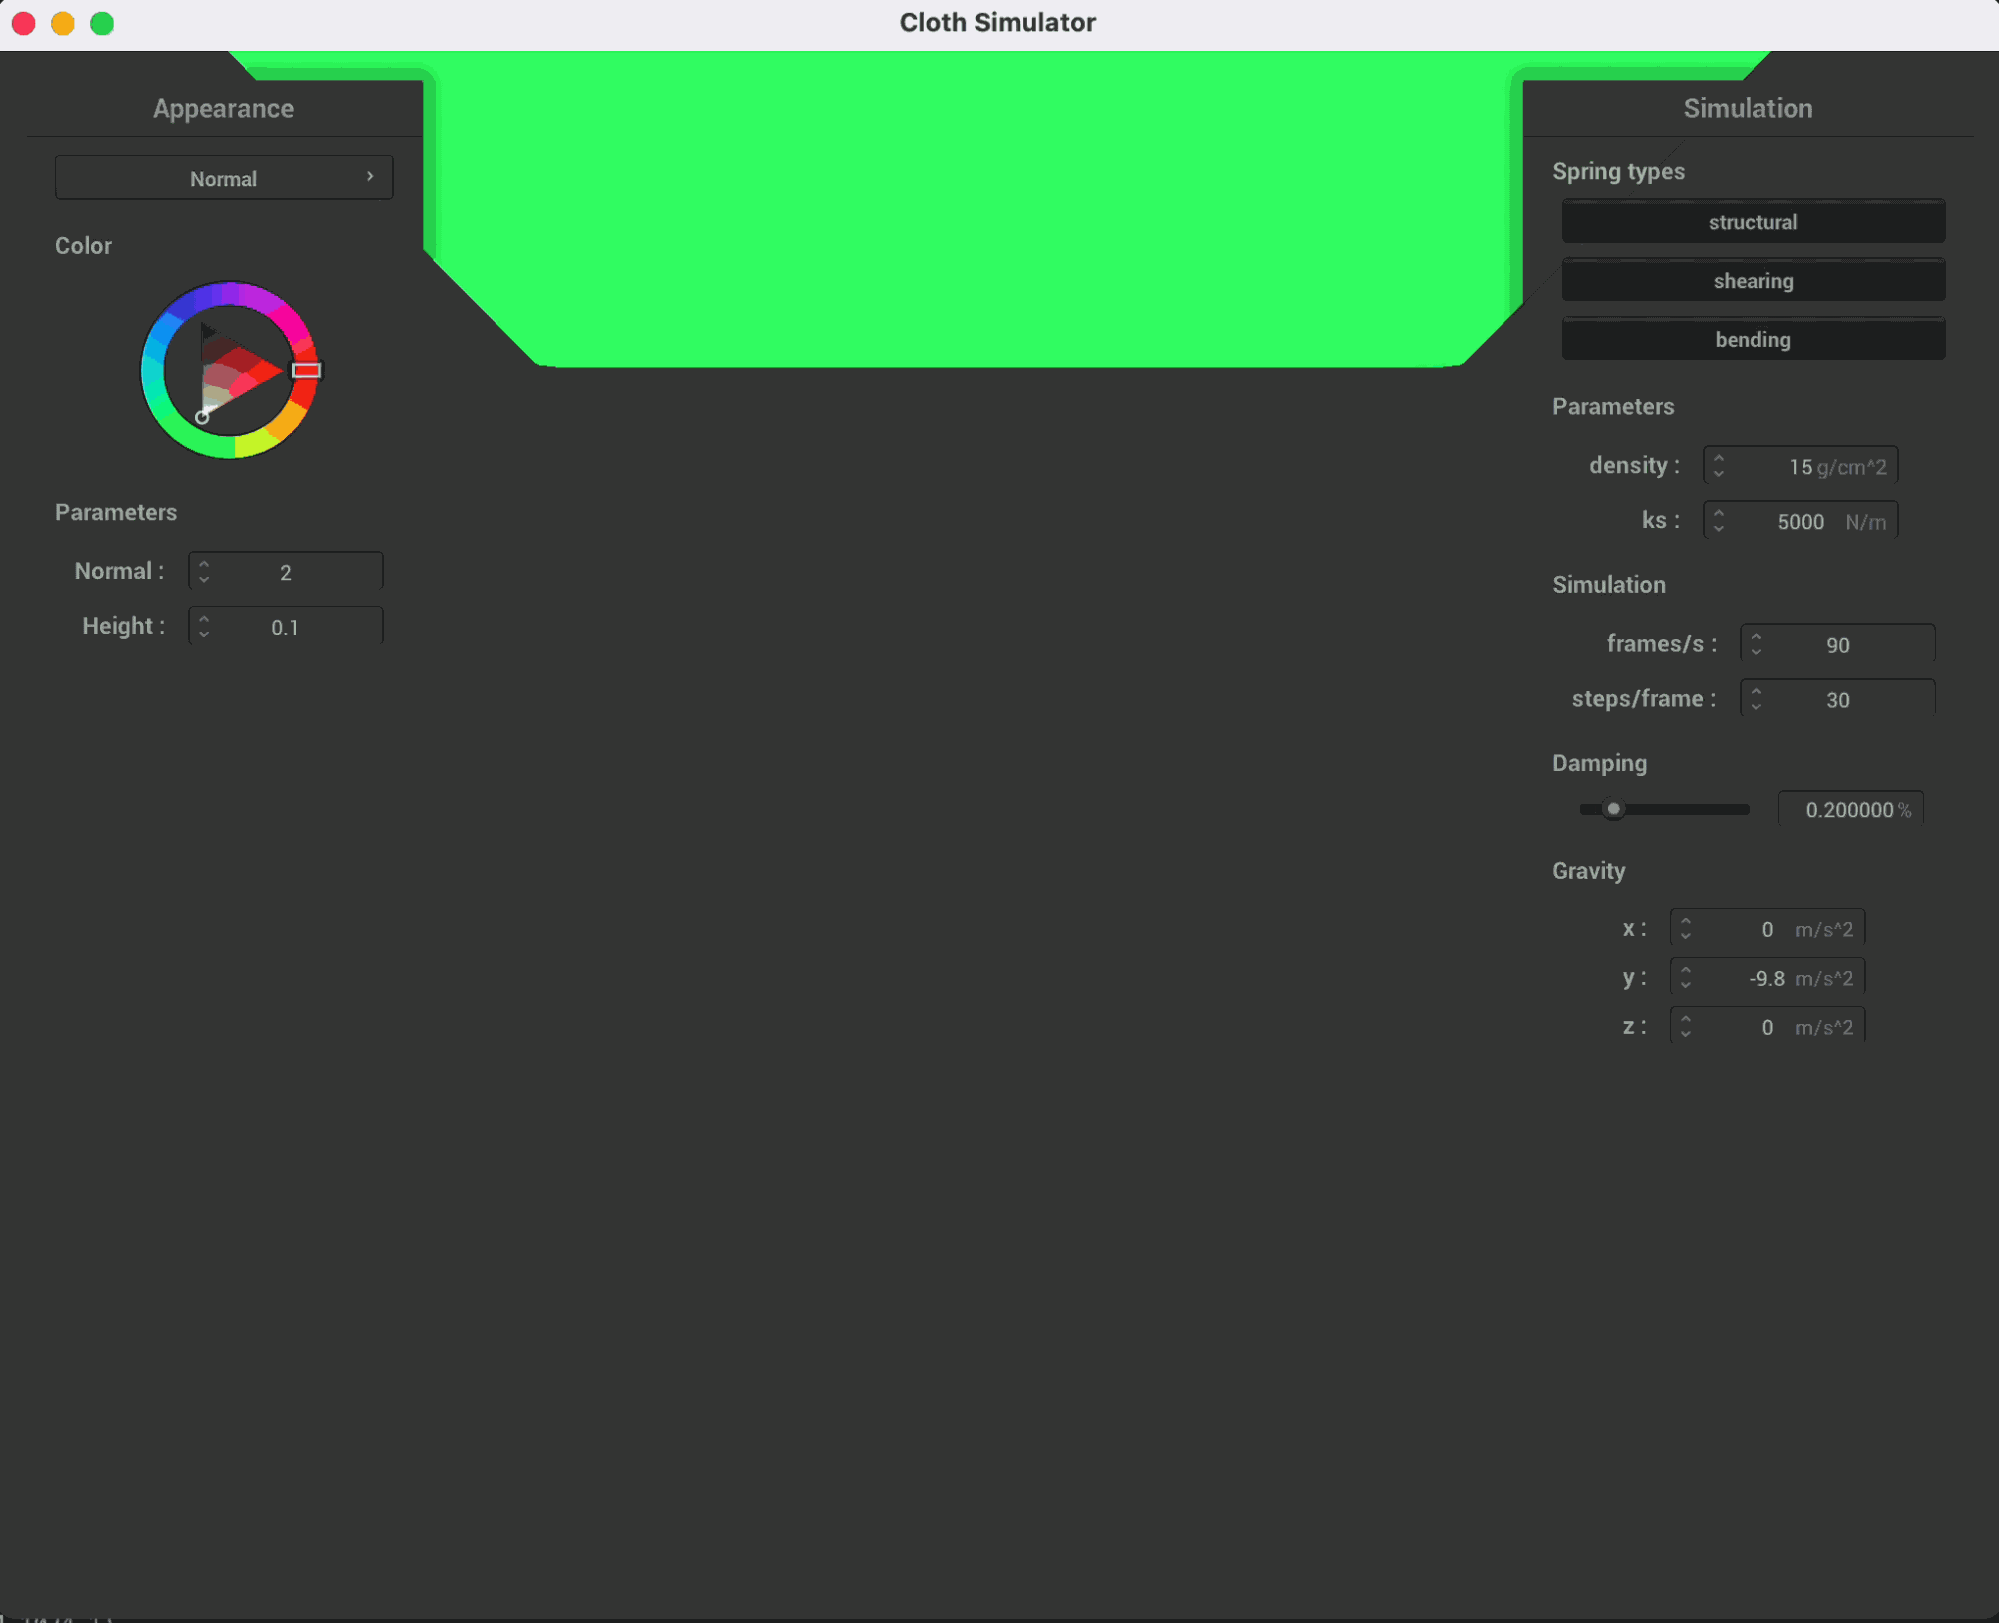 Cloth Simulator
Appearance
Normal
Color
Parameters
Normal : 2
Height : 0.1
Simulation
Spring types
structural
shearing
bending
Parameters
density : 15 g/cm^2
ks : 5000 N/m
Simulation
frames/s : 90
steps/frame : 30
Damping
0.200000 %
Gravity
x : 0 m/s^2
y : -9.8 m/s^2
z : 0 m/s^2